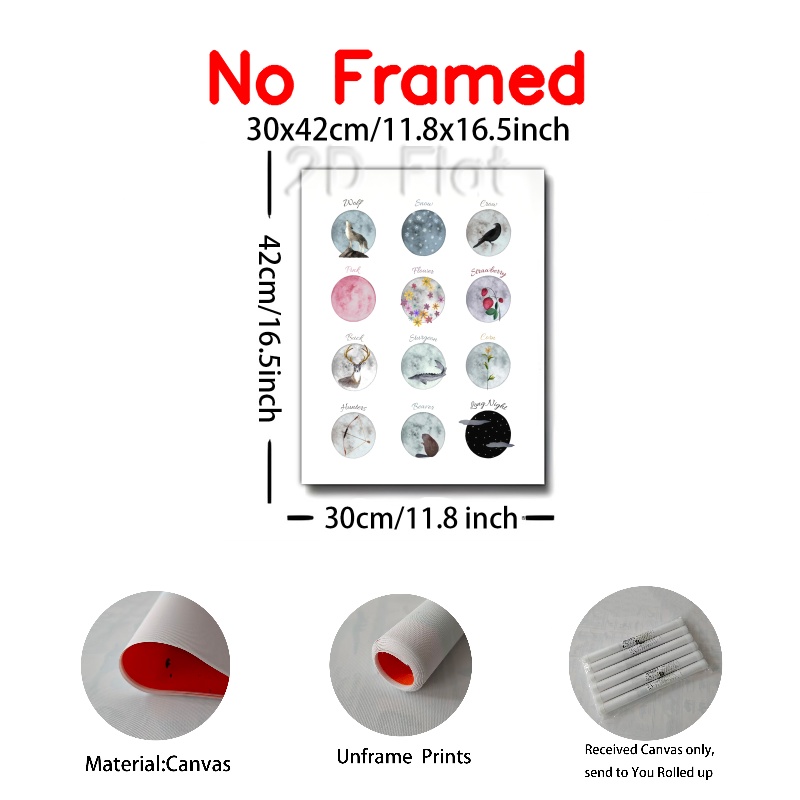 No Framed
30x42cm/11.8x16.5inch
2D Flat
42cm/16.5inch
Wolf Snow Crow
Pink Flower Strawberry
Buck Sturgeon Corn
Hunters Beaver Long Night
30cm/11.8 inch
Material:Canvas
Unframe Prints
Received Canvas only,
send to You Rolled up